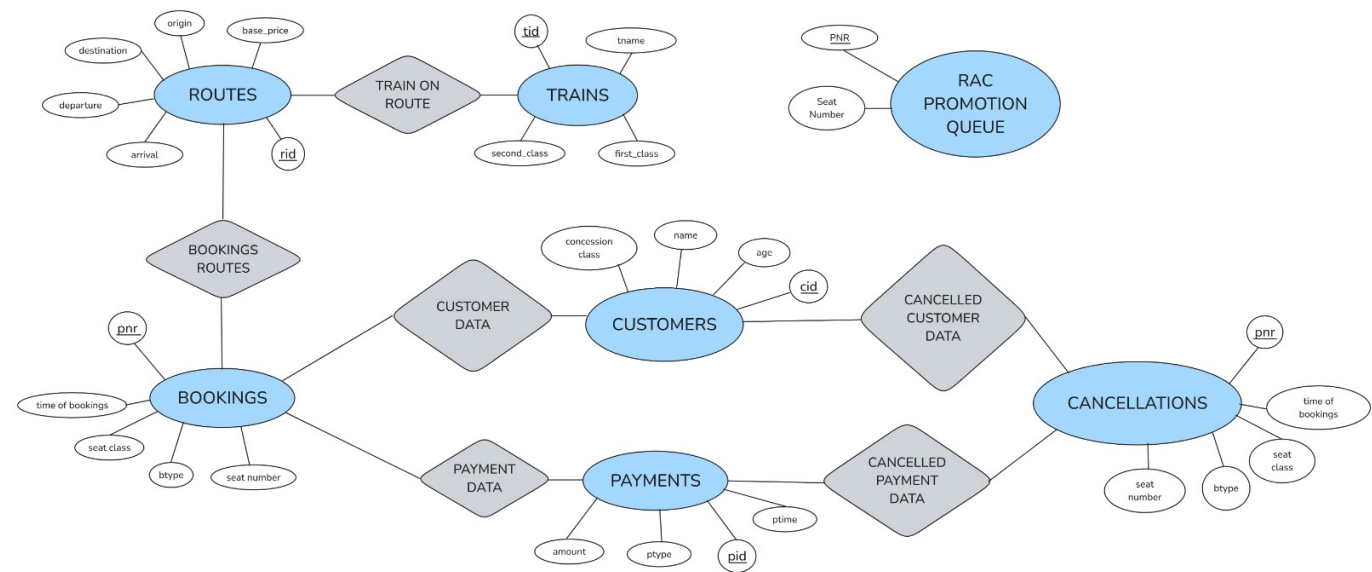 origin
base_price
destination
ROUTES
departure
arrival
rid
TRAIN ON
ROUTE
tid
tname
TRAINS
second_class
first_class
PNR
Seat
Number
RAC
PROMOTION
QUEUE
BOOKINGS
ROUTES
concession
class
name
age
cid
CUSTOMERS
CUSTOMER
DATA
CANCELLED
CUSTOMER
DATA
pnr
time of bookings
BOOKINGS
seat class
btype
seat number
PAYMENT
DATA
PAYMENTS
amount
ptype
pid
ptime
CANCELLED
PAYMENT
DATA
pnr
CANCELLATIONS
time of
bookings
seat
class
btype
seat
number